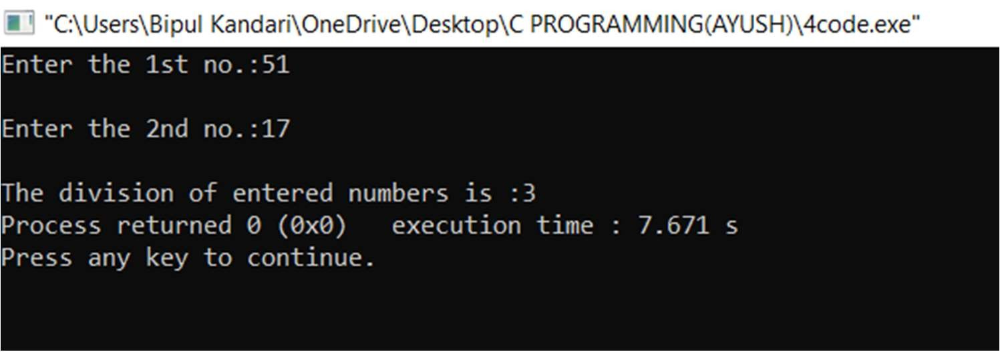 "C:\Users\Bipul Kandari\OneDrive\Desktop\C PROGRAMMING(AYUSH)\4code.exe"
Enter the 1st no.:51
Enter the 2nd no.:17
The division of entered numbers is :3
Process returned 0 (0x0)   execution time : 7.671 s
Press any key to continue.